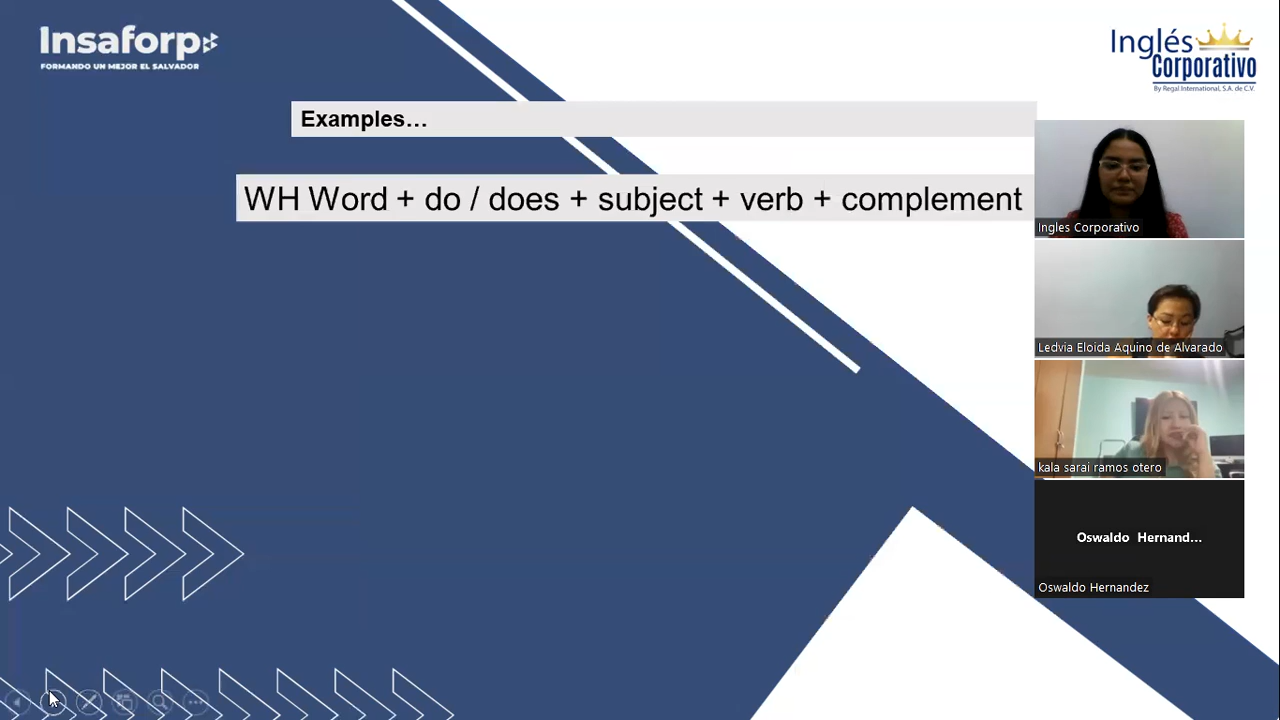 Insaforp
FORMANDO UN MEJOR EL SALVADOR
Inglés
Corporativo
By Regal International, S.A. de C.V.
Examples…
WH Word + do / does + subject + verb + complement
Ingles Corporativo
Ledvia Eloida Aquino de Alvarado
kala sarai ramos otero
Oswaldo Hernand...
Oswaldo Hernandez